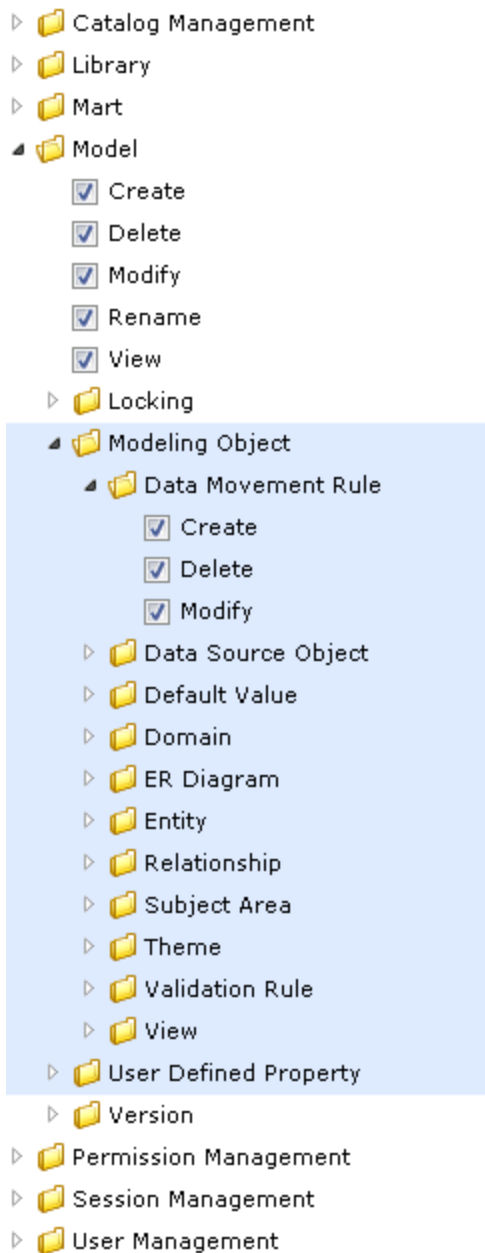 Catalog Management
Library
Mart
Model
Create
Delete
Modify
Rename
View
Locking
Modeling Object
Data Movement Rule
Create
Delete
Modify
Data Source Object
Default Value
Domain
ER Diagram
Entity
Relationship
Subject Area
Theme
Validation Rule
View
User Defined Property
Version
Permission Management
Session Management
User Management